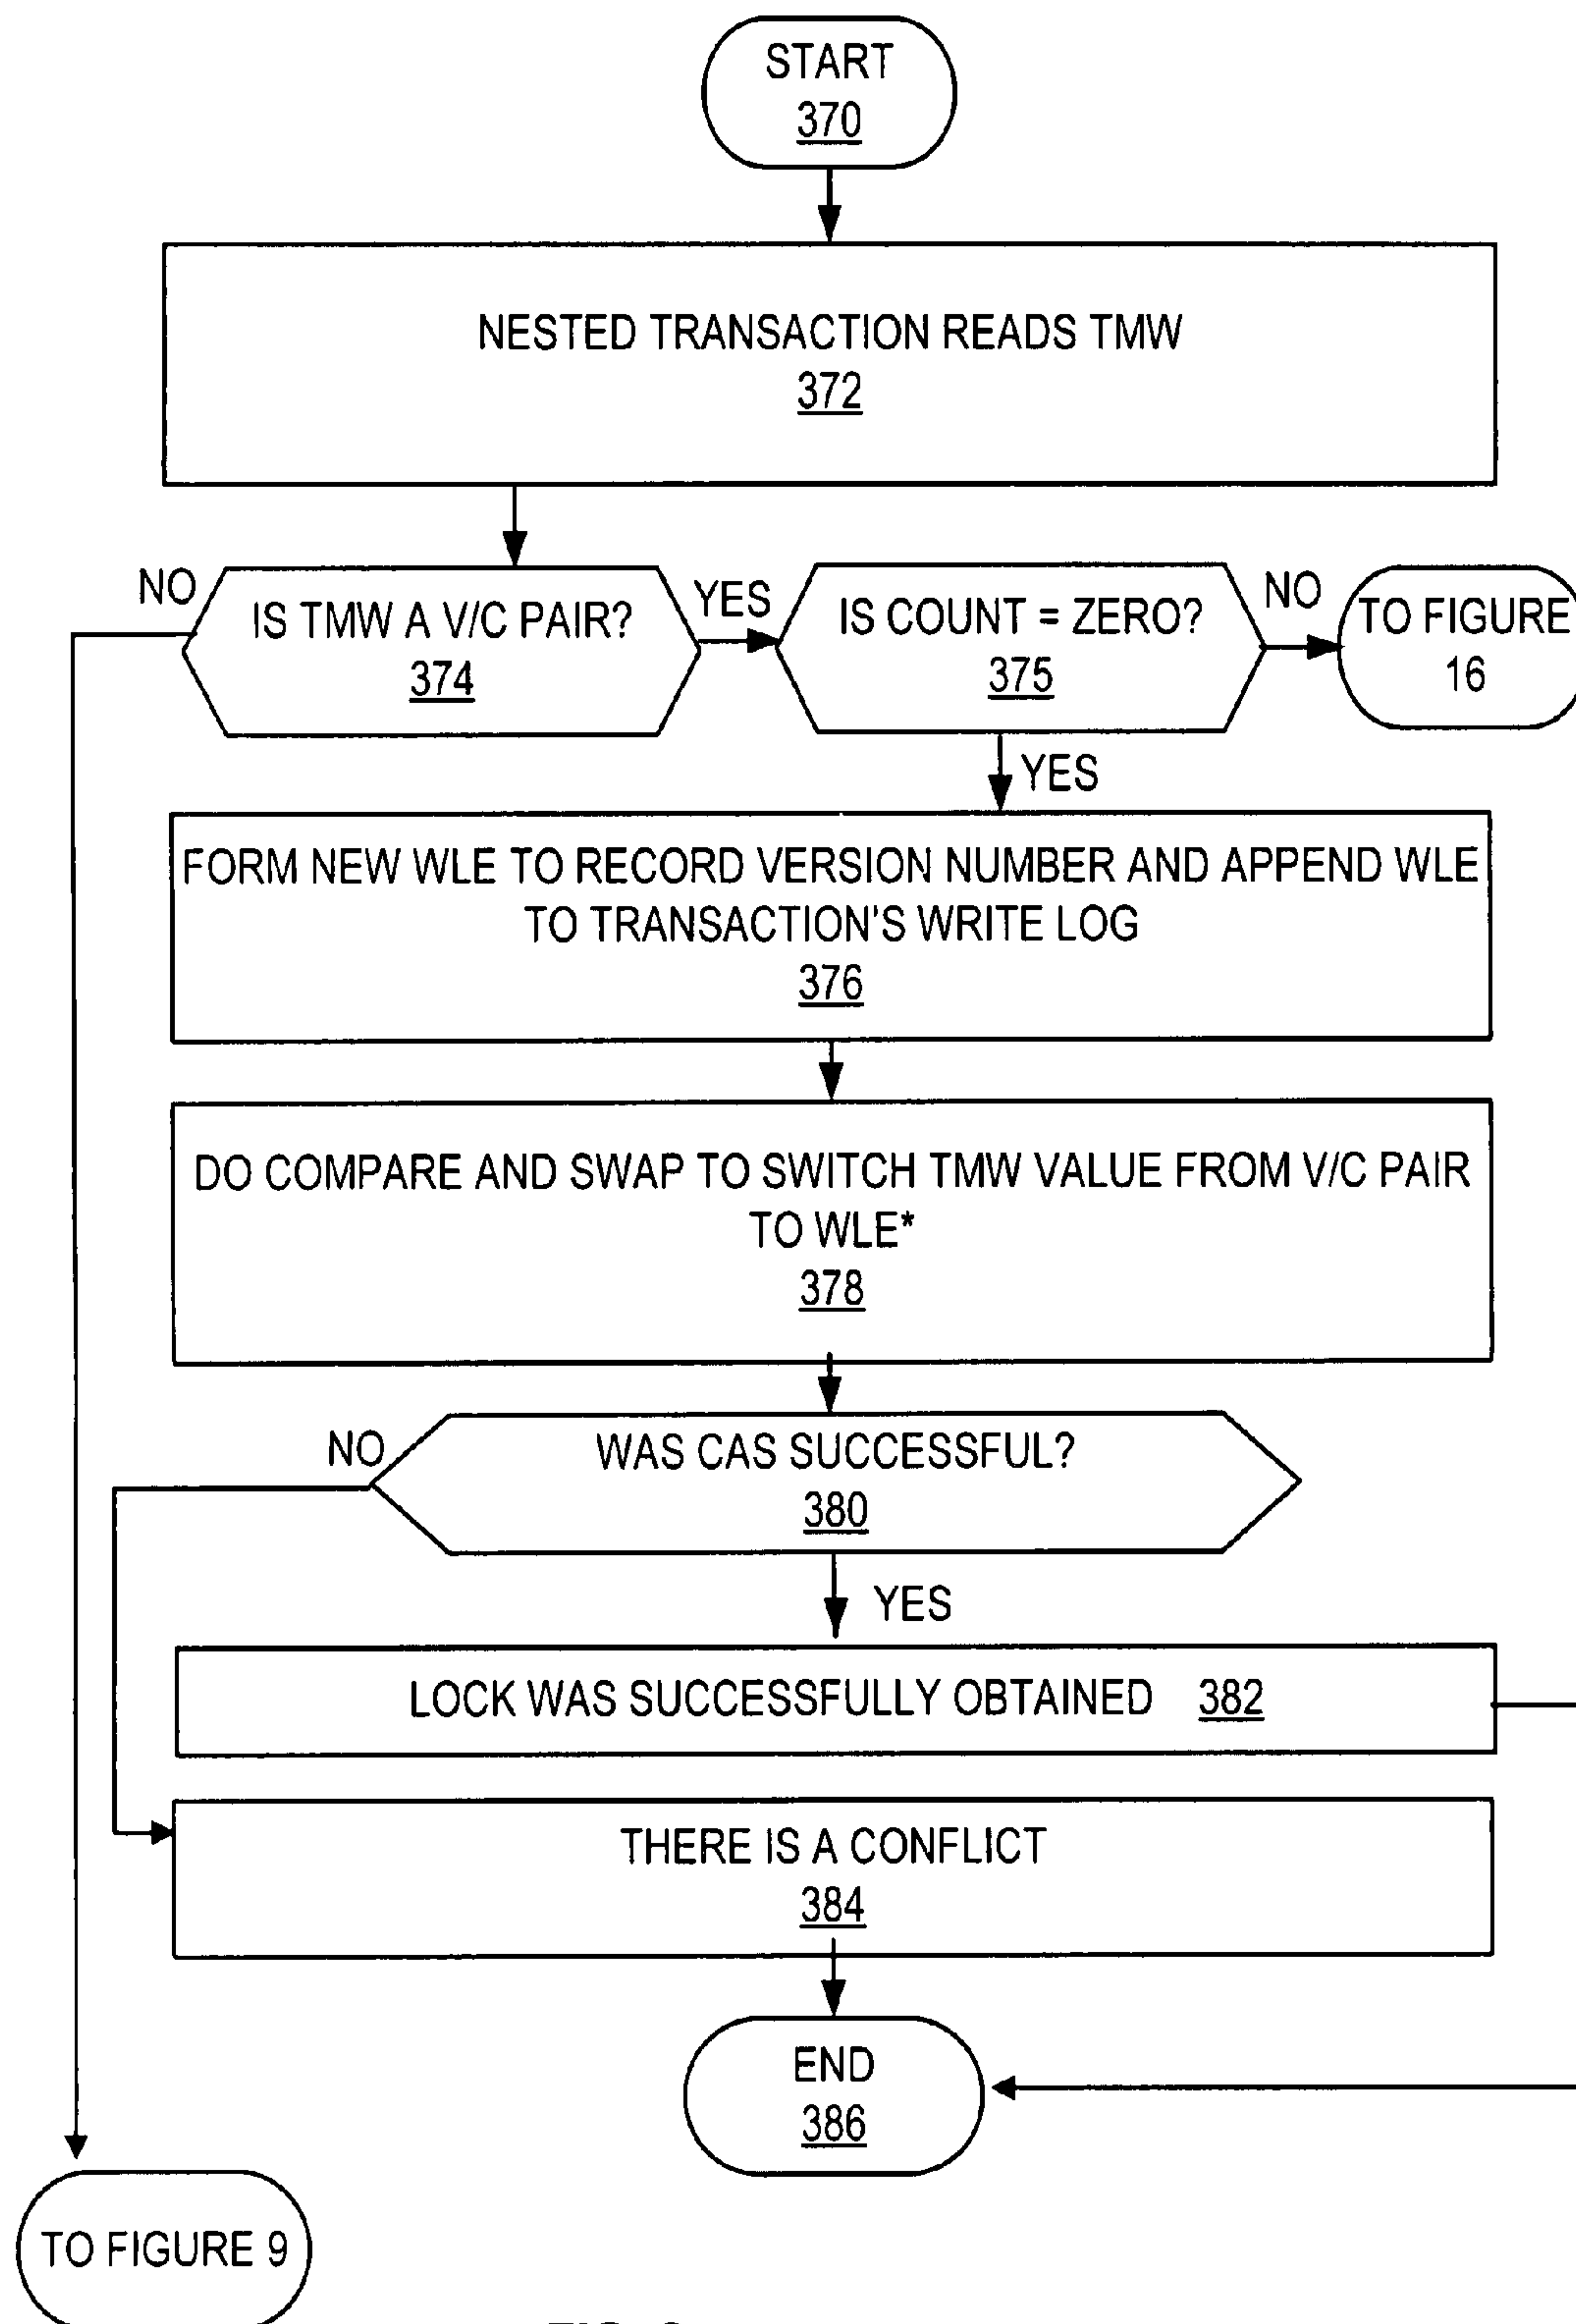 START
370
NESTED TRANSACTION READS TMW
372
NO
IS TMW A V/C PAIR?
374
YES
IS COUNT = ZERO?
375
NO
TO FIGURE
16
YES
FORM NEW WLE TO RECORD VERSION NUMBER AND APPEND WLE
TO TRANSACTION'S WRITE LOG
376
DO COMPARE AND SWAP TO SWITCH TMW VALUE FROM V/C PAIR
TO WLE*
378
NO
WAS CAS SUCCESSFUL?
380
YES
LOCK WAS SUCCESSFULLY OBTAINED 382
THERE IS A CONFLICT
384
END
386
TO FIGURE 9